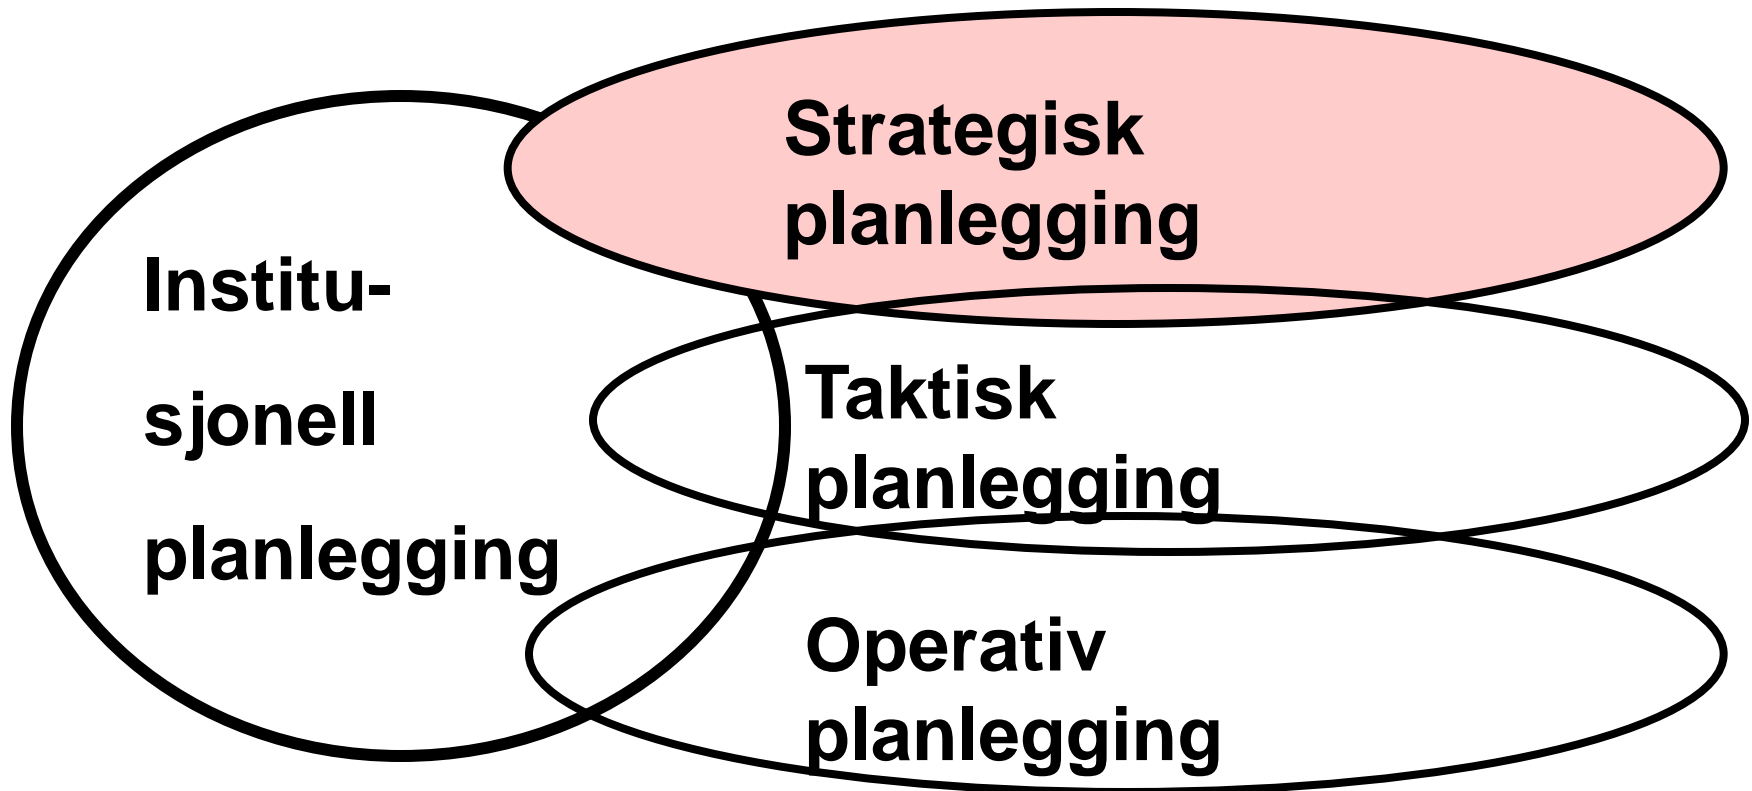 Strategisk
planlegging
Institu-
sjonell
planlegging
Taktisk
planlegging
Operativ
planlegging